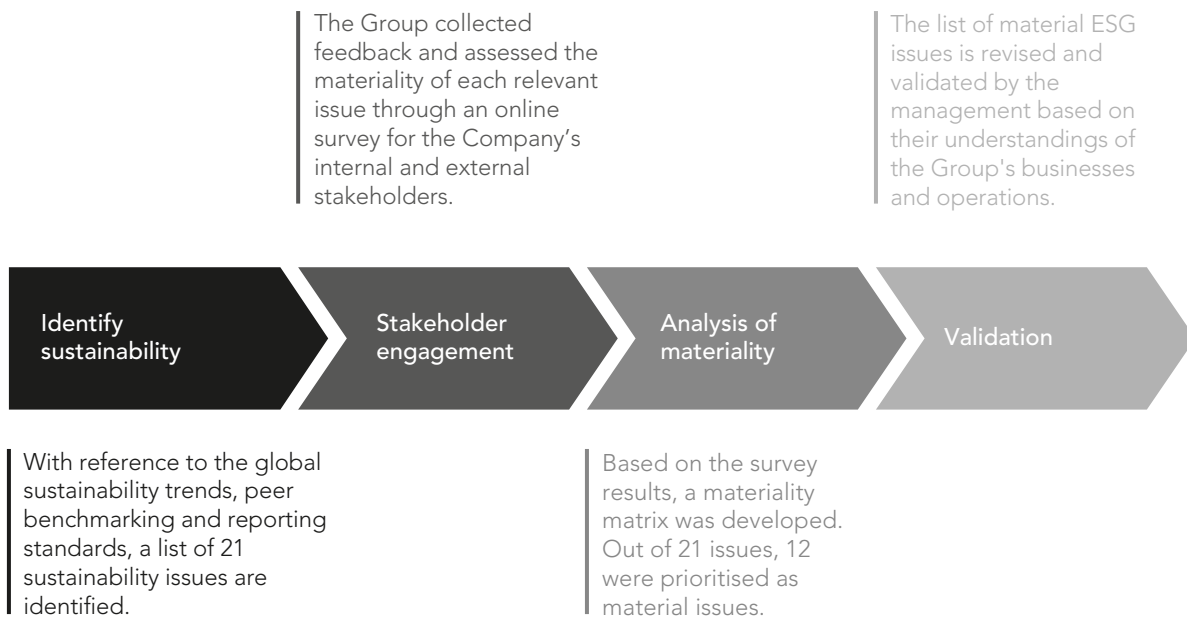 The Group collected
feedback and assessed the
materiality of each relevant
issue through an online
survey for the Company’s
internal and external
stakeholders.
The list of material ESG
issues is revised and
validated by the
management based on
their understandings of
the Group's businesses
and operations.
Identify
sustainability
Stakeholder
engagement
Analysis of
materiality
Validation
With reference to the global
sustainability trends, peer
benchmarking and reporting
standards, a list of 21
sustainability issues are
identified.
Based on the survey
results, a materiality
matrix was developed.
Out of 21 issues, 12
were prioritised as
material issues.